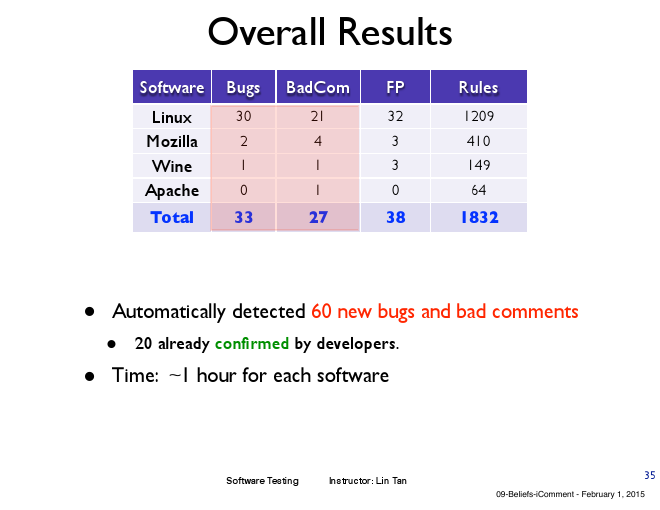 Overall Results
Software Bugs BadCom FP Rules
Linux 30 21 32 1209
Mozilla 2 4 3 410
Wine 1 1 3 149
Apache 0 1 0 64
Total 33 27 38 1832
● Automatically detected 60 new bugs and bad comments
● 20 already confirmed by developers.
● Time: ~1 hour for each software
Software Testing Instructor: Lin Tan
35
09-Beliefs-iComment - February 1, 2015